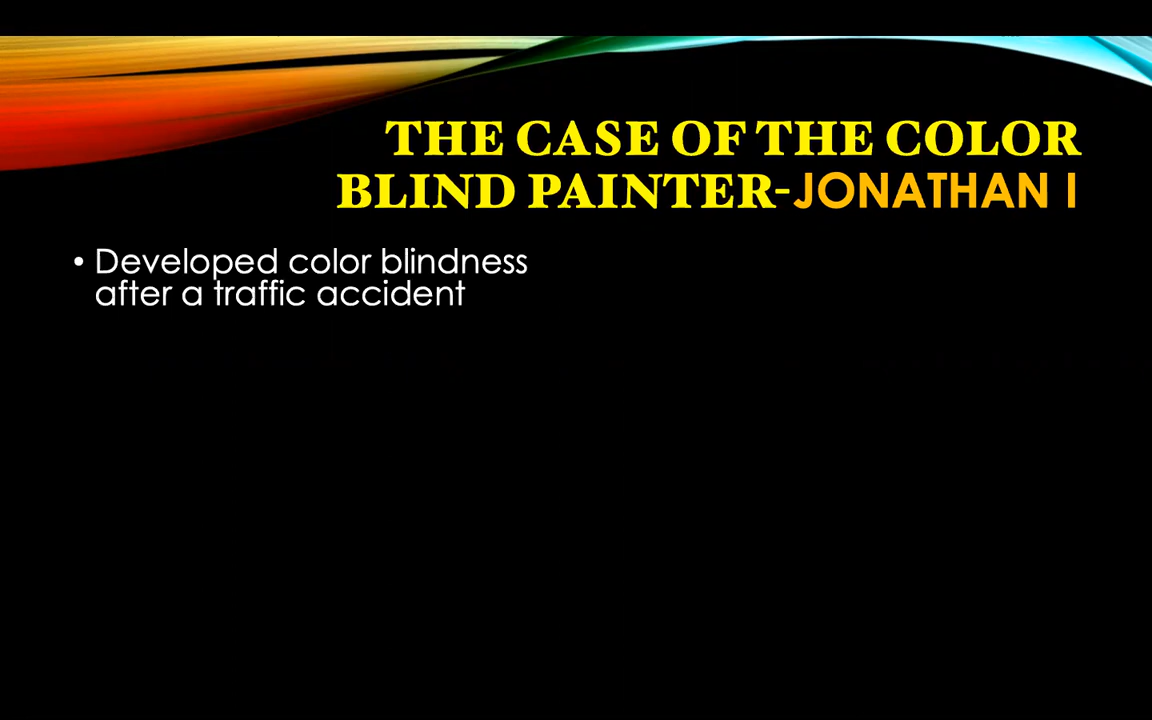 THE CASE OF THE COLOR
BLIND PAINTER-JONATHAN I
• Developed color blindness
after a traffic accident